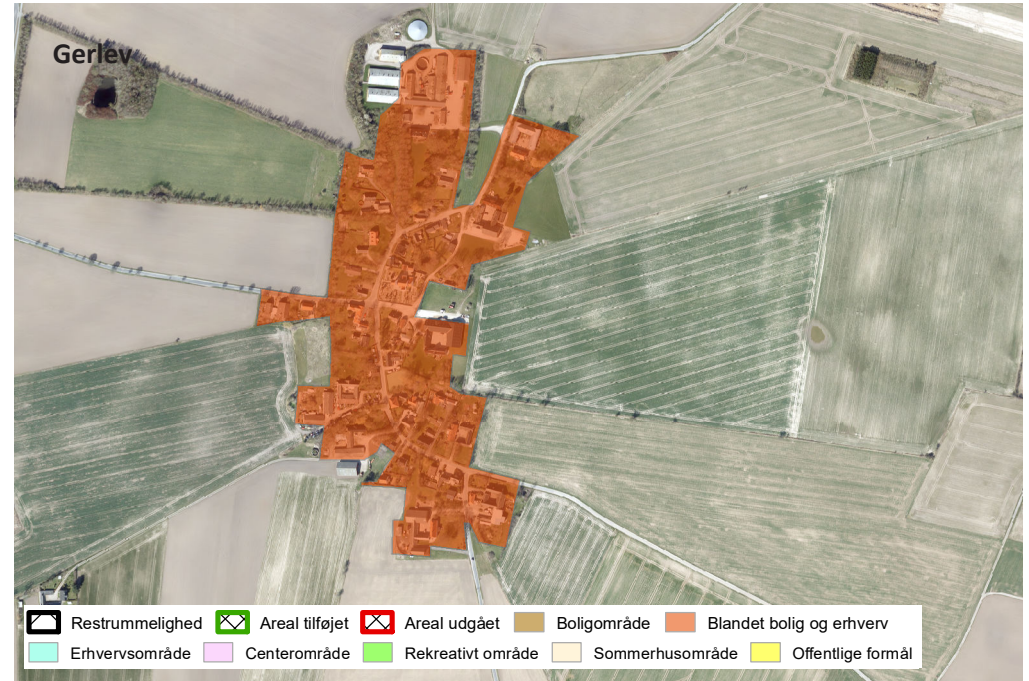 Gerlev
Restrummelighed Areal tilføjet Areal udgået Boligområde Blandet bolig og erhverv
Erhvervsområde Centerområde Rekreativt område Sommerhusområde Offentlige formål